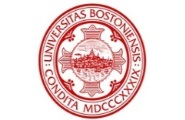 · UNIVERSITAS BOSTONIENSIS ·
CONDITA MDCCCXXXIX